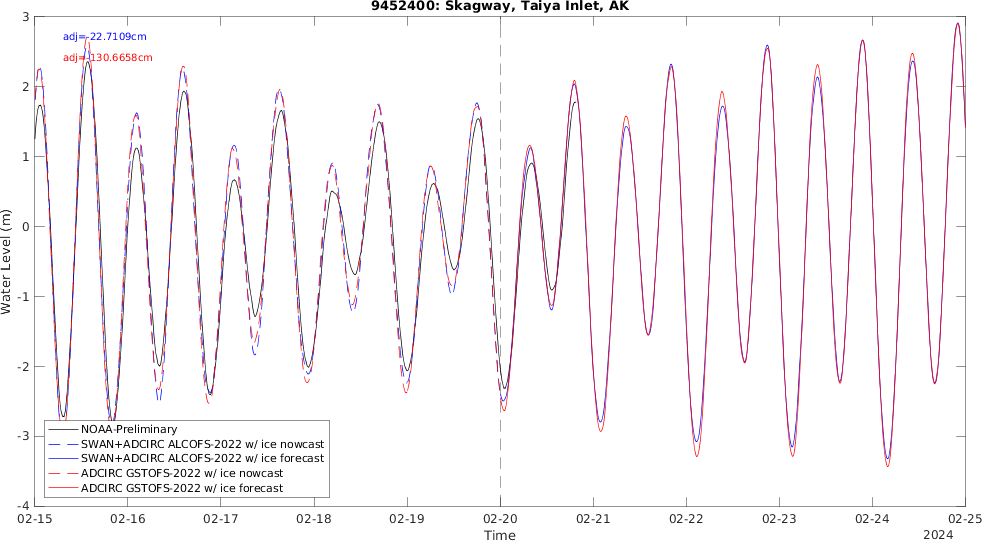 9452400: Skagway, Taiya Inlet, AK
adj=-22.7109cm
adj=-130.6658cm
Water Level (m)
3
2
1
0
-1
-2
-3
-4
NOAA-Preliminary
SWAN+ADCIRC ALCOFS-2022 w/ ice nowcast
SWAN+ADCIRC ALCOFS-2022 w/ ice forecast
ADCIRC GSTOFS-2022 w/ ice nowcast
ADCIRC GSTOFS-2022 w/ ice forecast
02-15 02-16 02-17 02-18 02-19 02-20 02-21 02-22 02-23 02-24 02-25
Time
2024